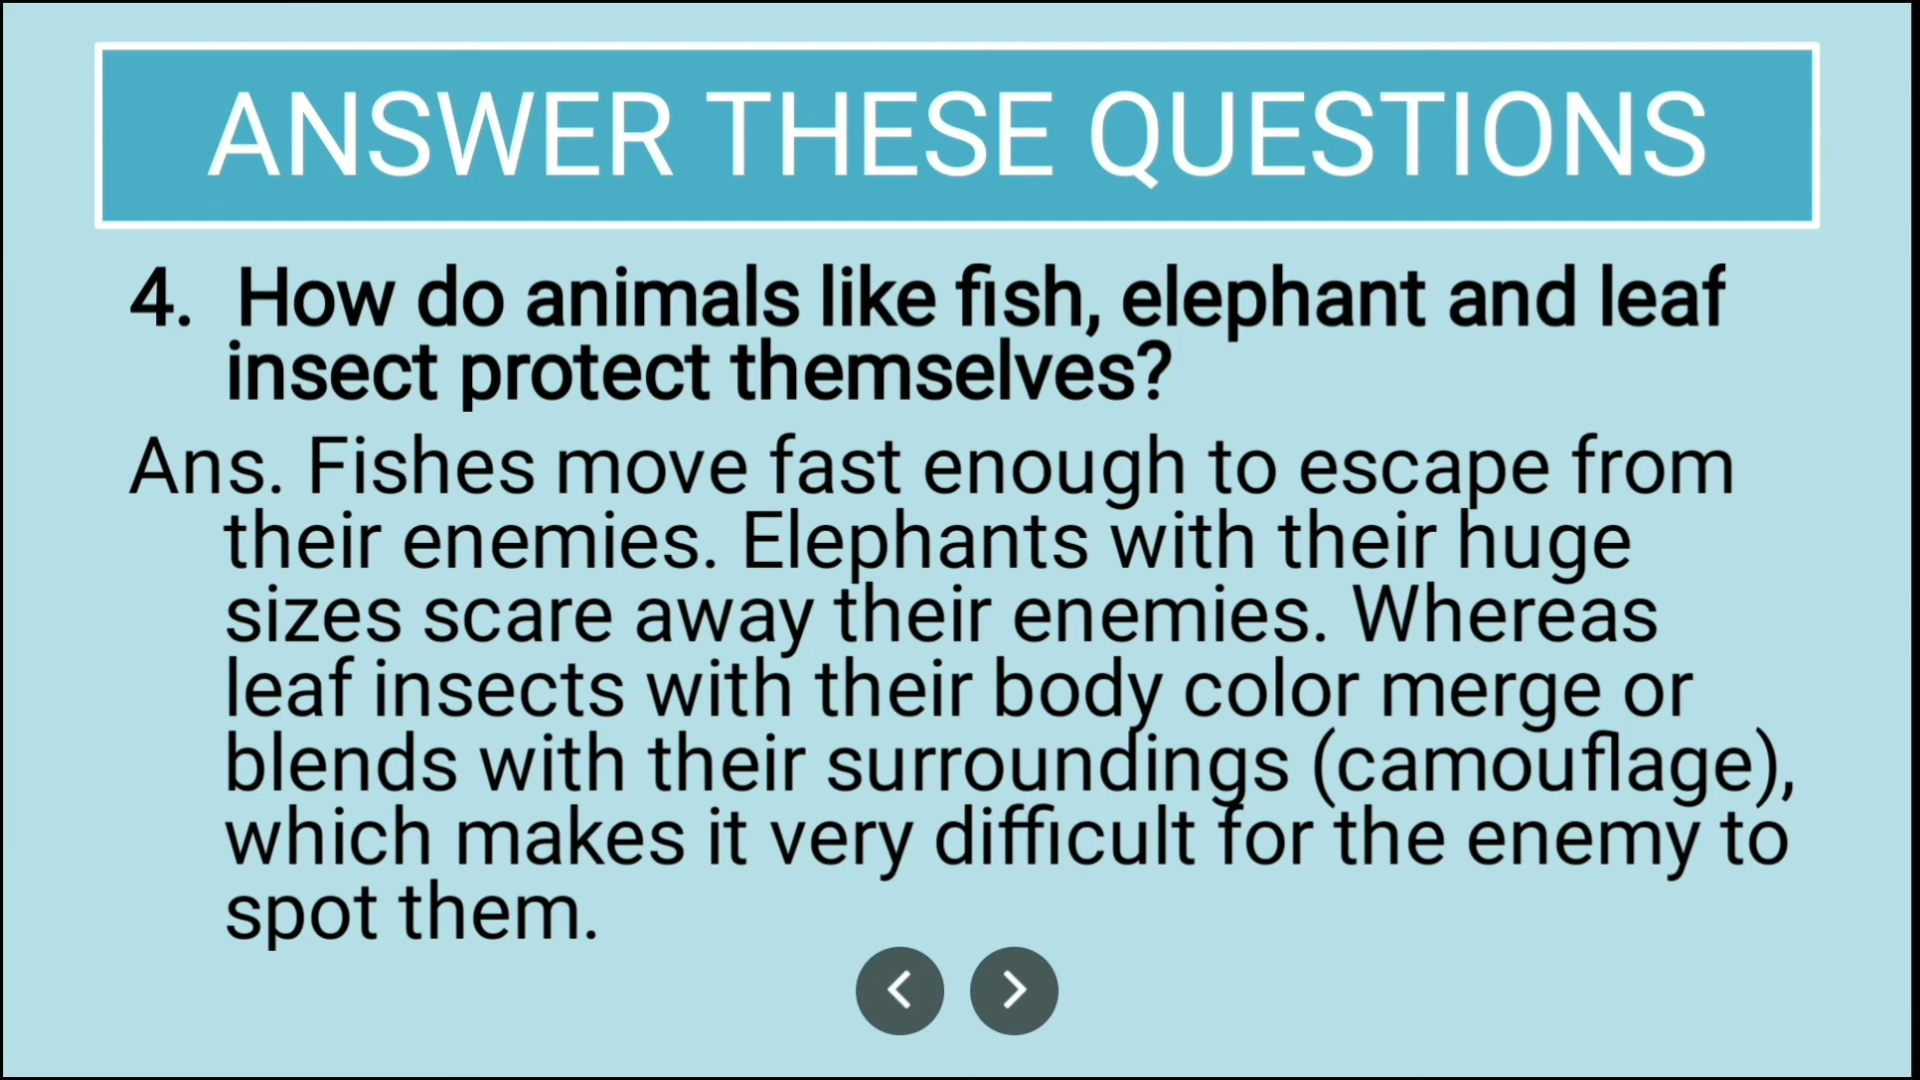 ANSWER THESE QUESTIONS
4. How do animals like fish, elephant and leaf
insect protect themselves?
Ans. Fishes move fast enough to escape from
their enemies. Elephants with their huge
sizes scare away their enemies. Whereas
leaf insects with their body color merge or
blends with their surroundings (camouflage),
which makes it very difficult for the enemy to
spot them.